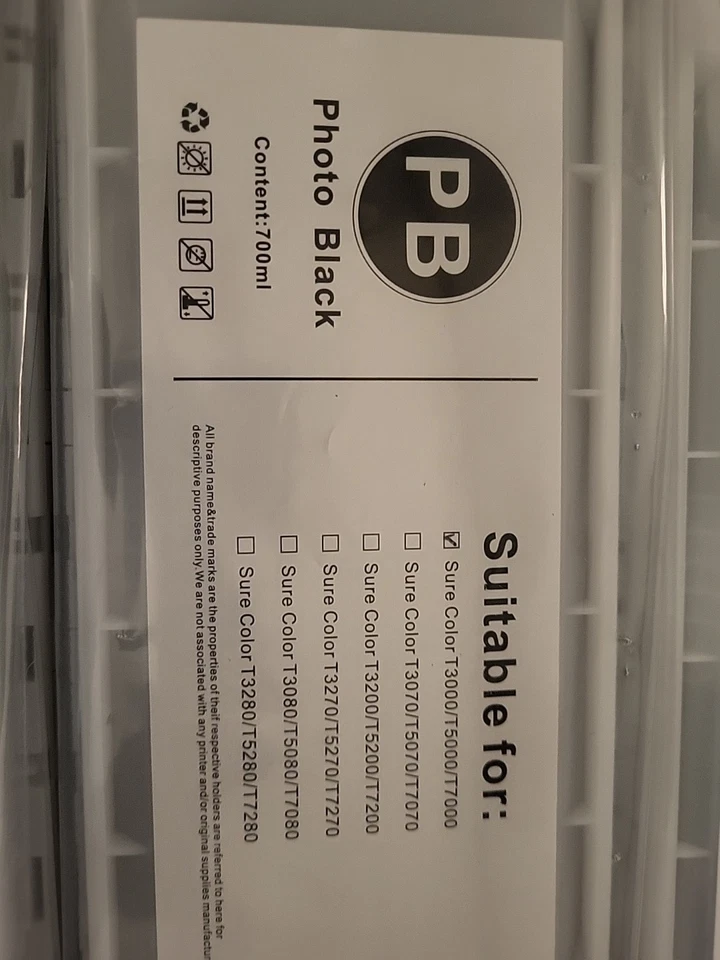 PB
Photo Black
Content:700ml
Suitable for:
☑ Sure Color T3000/T5000/T7000
☐ Sure Color T3070/T5070/T7070
☐ Sure Color T3200/T5200/T7200
☐ Sure Color T3270/T5270/T7270
☐ Sure Color T3080/T5080/T7080
☐ Sure Color T3280/T5280/T7280
All brand name&trade marks are the properties of theif respective holders are referred to here for
descriptive purposes only.We are not associated with any printer and/or original supplies manufactur